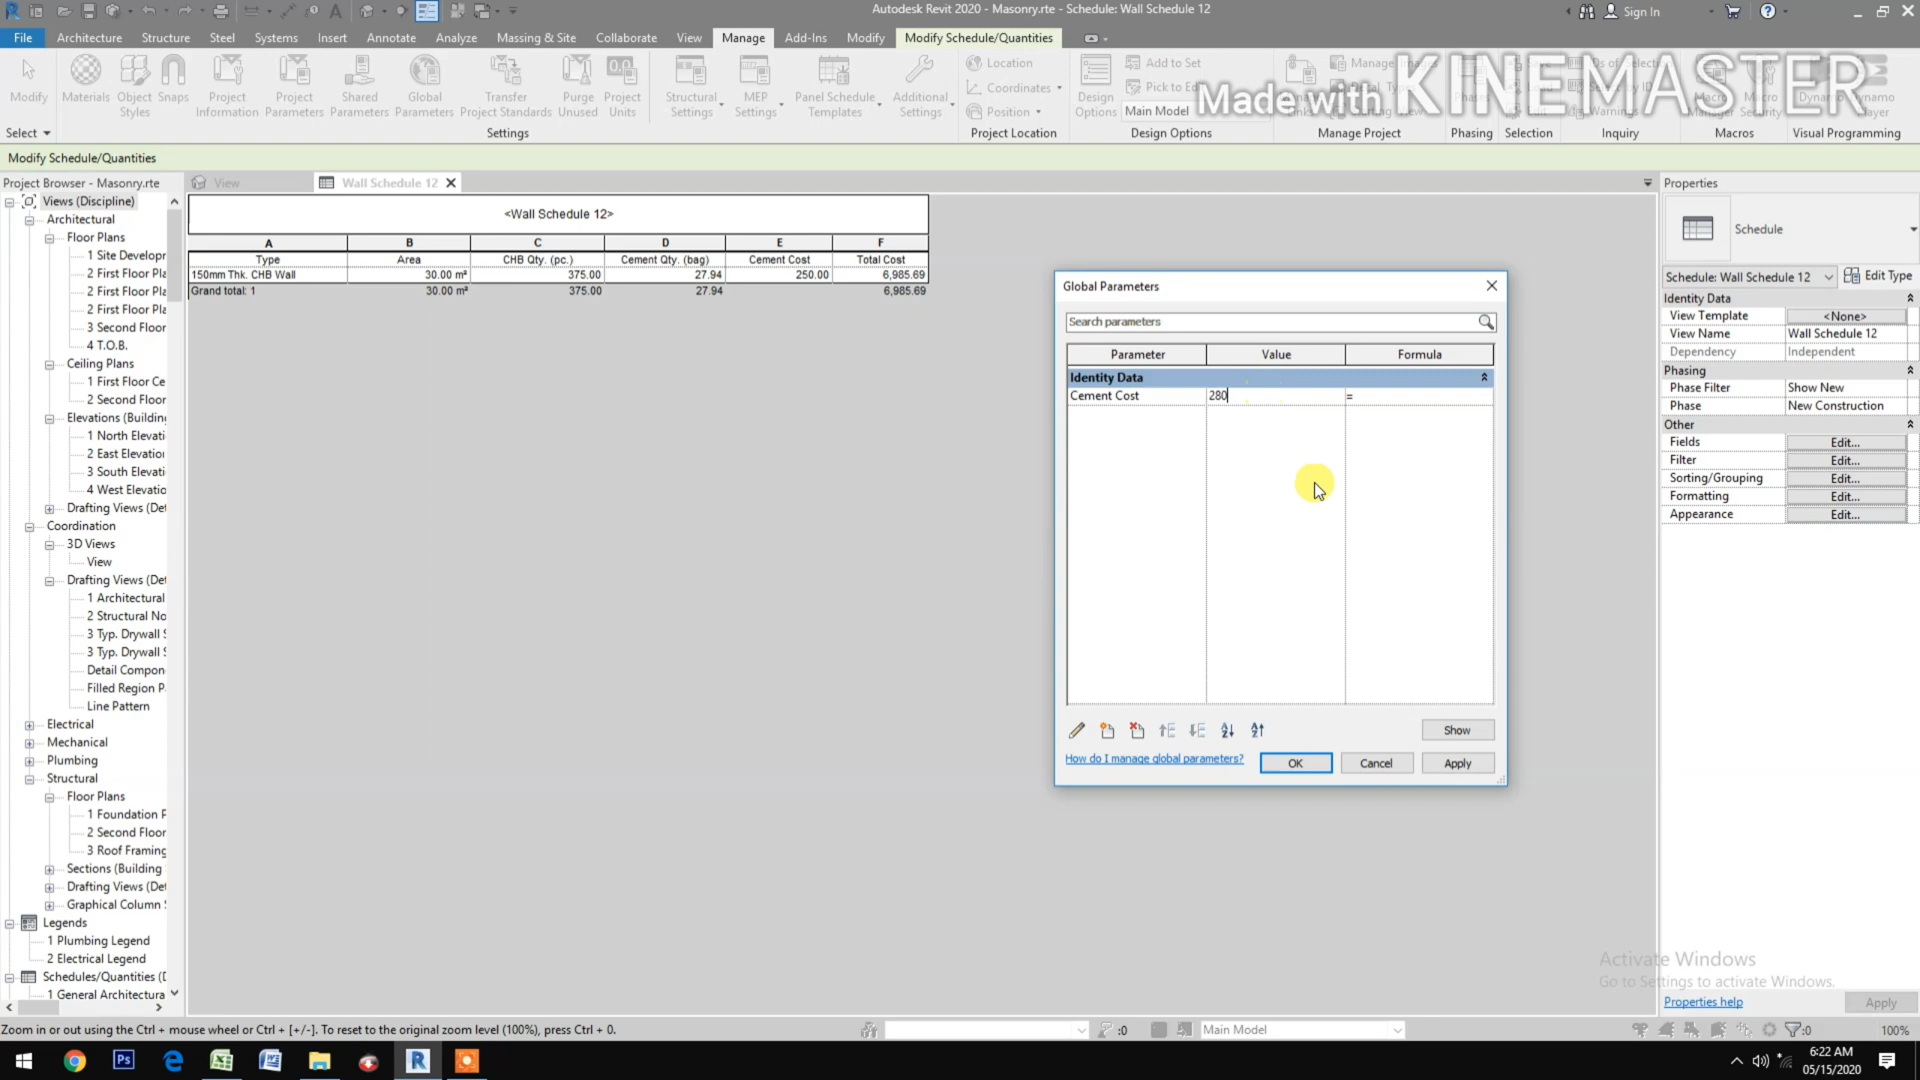 Autodesk Revit 2020 - Masonry.rte - Schedule: Wall Schedule 12
Sign In
File Architecture Structure Steel Systems Insert Annotate Analyze Massing & Site Collaborate View Manage Add-Ins Modify Modify Schedule/Quantities
Modify
Materials
Object Styles
Snaps
Project Information
Project Parameters
Shared Parameters
Global Parameters
Transfer Project Standards
Purge Unused
Project Units
Structural Settings
MEP Settings
Panel Schedule Templates
Additional Settings
Location
Coordinates
Position
Design Options
Add to Set
Main Model
Made with KINEMASTER
Select
Settings
Project Location
Design Options
Manage Project
Phasing
Selection
Inquiry
Macros
Visual Programming
Modify Schedule/Quantities
Project Browser - Masonry.rte
Views (Discipline)
Architectural
Floor Plans
1 Site Develop
2 First Floor Pla
2 First Floor Pla
2 First Floor Pla
3 Second Floor
4 T.O.B.
Ceiling Plans
1 First Floor Ce
2 Second Floor
Elevations (Building
1 North Elevati
2 East Elevation
3 South Elevati
4 West Elevatio
Drafting Views (Det
Coordination
3D Views
View
Drafting Views (Det
1 Architectural
2 Structural No
3 Typ. Drywall S
3 Typ. Drywall S
Detail Compon
Filled Region P
Line Pattern
Electrical
Mechanical
Plumbing
Structural
Floor Plans
1 Foundation P
2 Second Floor
3 Roof Framing
Sections (Building
Drafting Views (Det
Graphical Column S
Legends
1 Plumbing Legend
2 Electrical Legend
Schedules/Quantities (D
1 General Architectura
View
Wall Schedule 12
<Wall Schedule 12>
A B C D E F
Type Area CHB Qty. (pc.) Cement Qty. (bag) Cement Cost Total Cost
150mm Thk. CHB Wall 30.00 m² 375.00 27.94 250.00 6,985.69
Grand total: 1 30.00 m² 375.00 27.94 6,985.69
Global Parameters
Search parameters
Parameter Value Formula
Identity Data
Cement Cost 280 =
Show
How do I manage global parameters?
OK Cancel Apply
Properties
Schedule
Schedule: Wall Schedule 12 Edit Type
Identity Data
View Template <None>
View Name Wall Schedule 12
Dependency Independent
Phasing
Phase Filter Show New
Phase New Construction
Other
Fields Edit...
Filter Edit...
Sorting/Grouping Edit...
Formatting Edit...
Appearance Edit...
Activate Windows
Go to Settings to activate Windows.
Properties help
Apply
Zoom in or out using the Ctrl + mouse wheel or Ctrl + [+/-]. To reset to the original zoom level (100%), press Ctrl + 0.
:0
Main Model
:0
100%
6:22 AM
05/15/2020